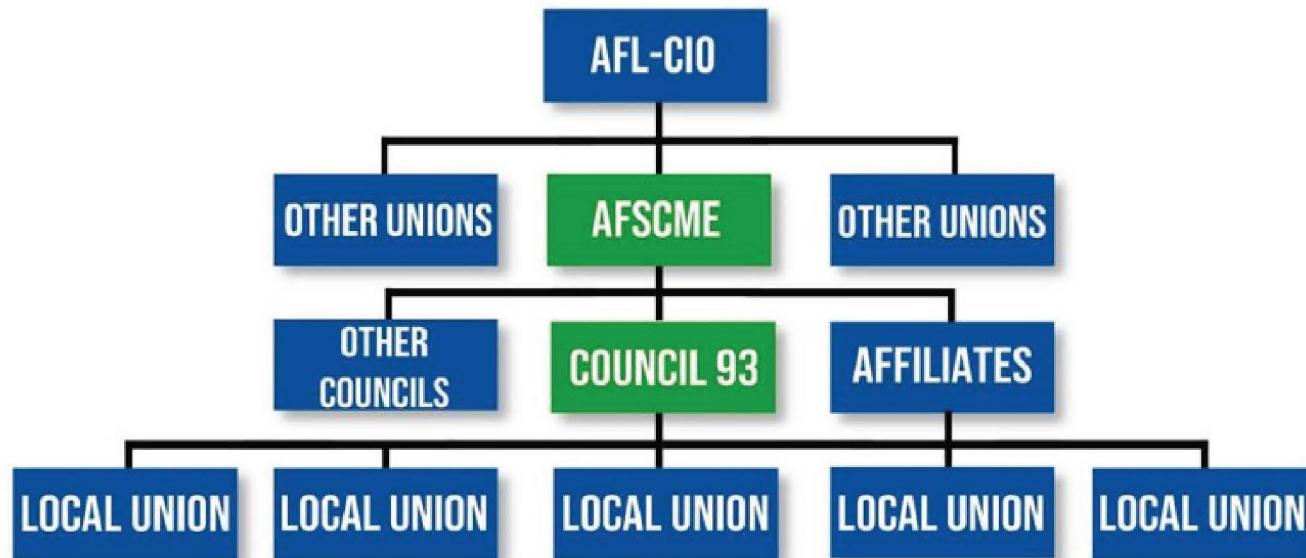 AFL-CIO
OTHER UNIONS
AFSCME
OTHER UNIONS
OTHER
COUNCILS
COUNCIL 93
AFFILIATES
LOCAL UNION
LOCAL UNION
LOCAL UNION
LOCAL UNION
LOCAL UNION